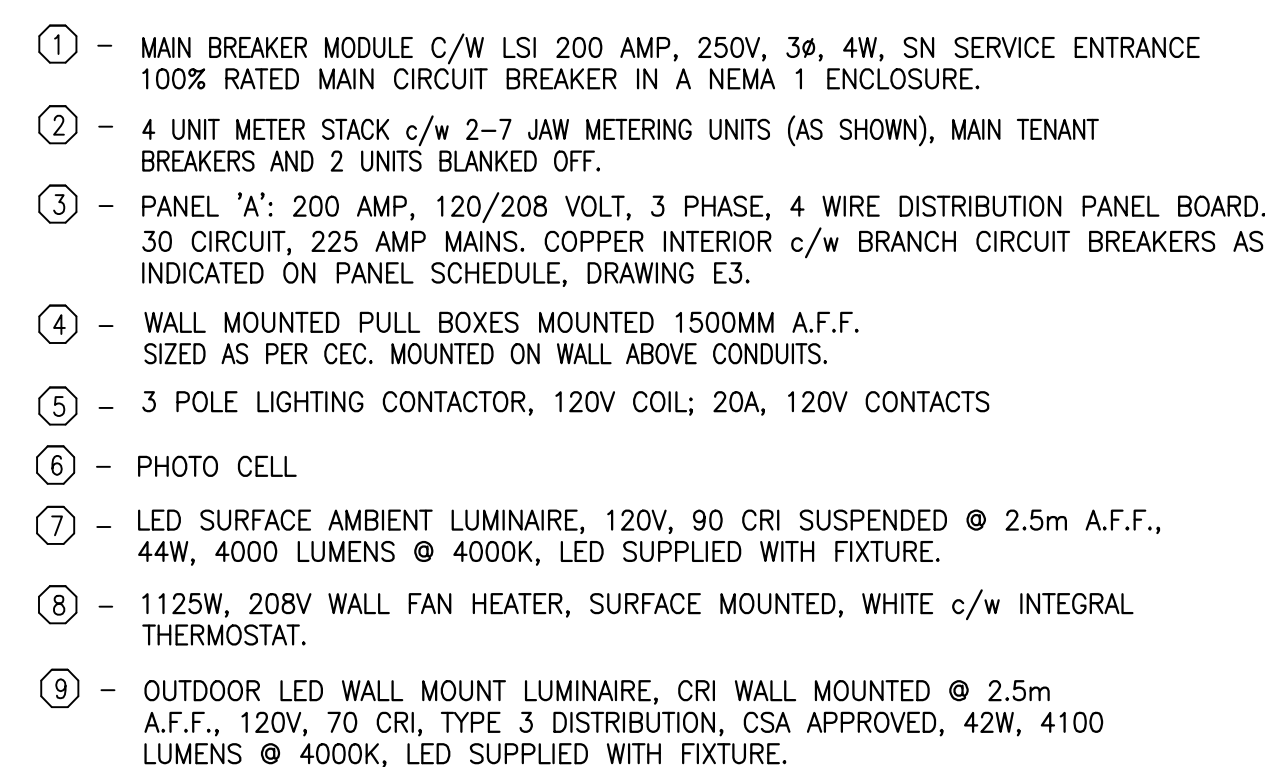 1 - MAIN BREAKER MODULE C/W LSI 200 AMP, 250V, 3Ø, 4W, SN SERVICE ENTRANCE
100% RATED MAIN CIRCUIT BREAKER IN A NEMA 1 ENCLOSURE.
2 - 4 UNIT METER STACK c/w 2-7 JAW METERING UNITS (AS SHOWN), MAIN TENANT
BREAKERS AND 2 UNITS BLANKED OFF.
3 - PANEL 'A': 200 AMP, 120/208 VOLT, 3 PHASE, 4 WIRE DISTRIBUTION PANEL BOARD.
30 CIRCUIT, 225 AMP MAINS. COPPER INTERIOR c/w BRANCH CIRCUIT BREAKERS AS
INDICATED ON PANEL SCHEDULE, DRAWING E3.
4 - WALL MOUNTED PULL BOXES MOUNTED 1500MM A.F.F.
SIZED AS PER CEC. MOUNTED ON WALL ABOVE CONDUITS.
5 - 3 POLE LIGHTING CONTACTOR, 120V COIL; 20A, 120V CONTACTS
6 - PHOTO CELL
7 - LED SURFACE AMBIENT LUMINAIRE, 120V, 90 CRI SUSPENDED @ 2.5m A.F.F.,
44W, 4000 LUMENS @ 4000K, LED SUPPLIED WITH FIXTURE.
8 - 1125W, 208V WALL FAN HEATER, SURFACE MOUNTED, WHITE c/w INTEGRAL
THERMOSTAT.
9 - OUTDOOR LED WALL MOUNT LUMINAIRE, CRI WALL MOUNTED @ 2.5m
A.F.F., 120V, 70 CRI, TYPE 3 DISTRIBUTION, CSA APPROVED, 42W, 4100
LUMENS @ 4000K, LED SUPPLIED WITH FIXTURE.